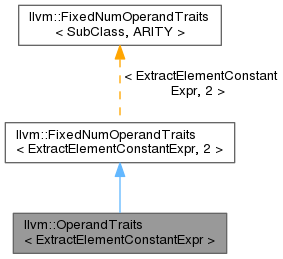 llvm::FixedNumOperandTraits
< SubClass, ARITY >
< ExtractElementConstant
Expr, 2 >
llvm::FixedNumOperandTraits
< ExtractElementConstantExpr, 2 >
llvm::OperandTraits
< ExtractElementConstantExpr >